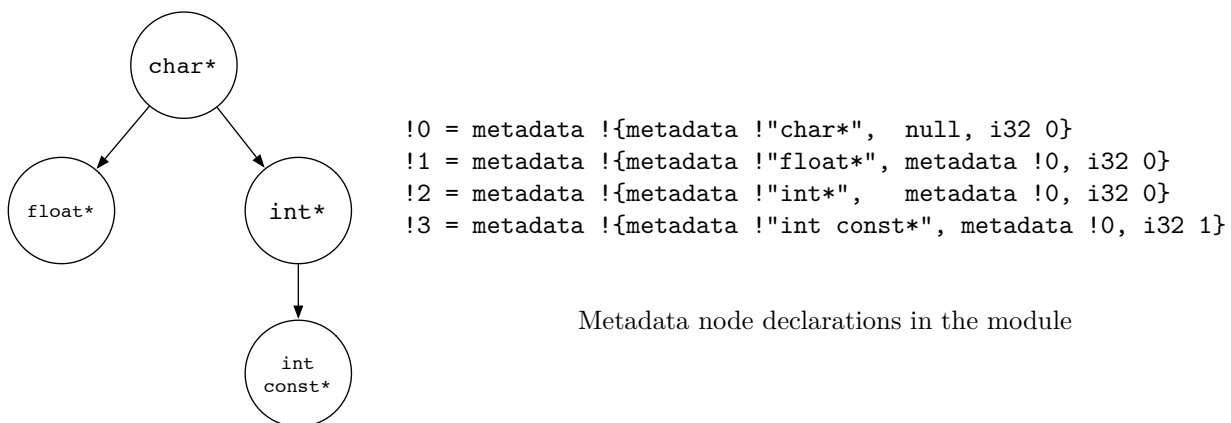 char*
float*
int*
int
const*
!0 = metadata !{metadata !"char*",  null, i32 0}
!1 = metadata !{metadata !"float*", metadata !0, i32 0}
!2 = metadata !{metadata !"int*",   metadata !0, i32 0}
!3 = metadata !{metadata !"int const*", metadata !0, i32 1}
Metadata node declarations in the module